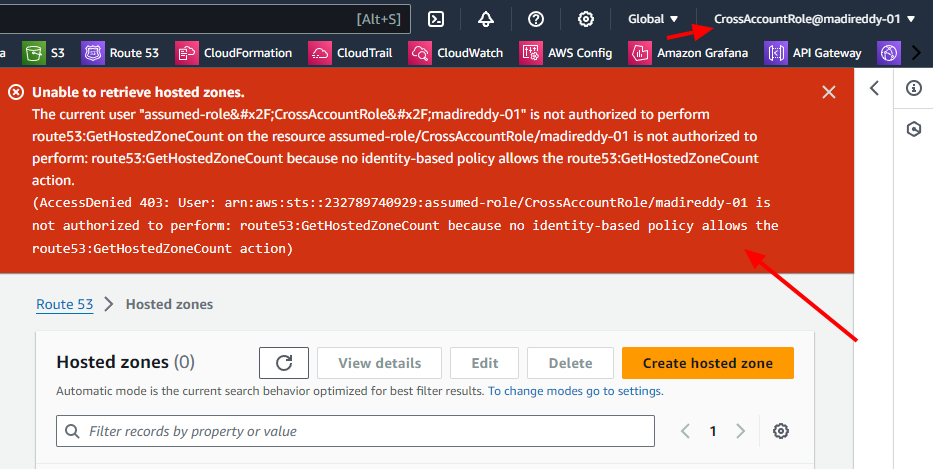 [Alt+S]
Global
CrossAccountRole@madireddy-01
a
S3
Route 53
CloudFormation
CloudTrail
CloudWatch
AWS Config
Amazon Grafana
API Gateway
Unable to retrieve hosted zones.
The current user "assumed-role&#x2F;CrossAccountRole&#x2F;madireddy-01" is not authorized to perform
route53:GetHostedZoneCount on the resource assumed-role/CrossAccountRole/madireddy-01 is not authorized to
perform: route53:GetHostedZoneCount because no identity-based policy allows the route53:GetHostedZoneCount
action.
(AccessDenied 403: User: arn:aws:sts::232789740929:assumed-role/CrossAccountRole/madireddy-01 is
not authorized to perform: route53:GetHostedZoneCount because no identity-based policy allows the
route53:GetHostedZoneCount action)
Route 53
Hosted zones
Hosted zones (0)
View details
Edit
Delete
Create hosted zone
Automatic mode is the current search behavior optimized for best filter results. To change modes go to settings.
Filter records by property or value
1